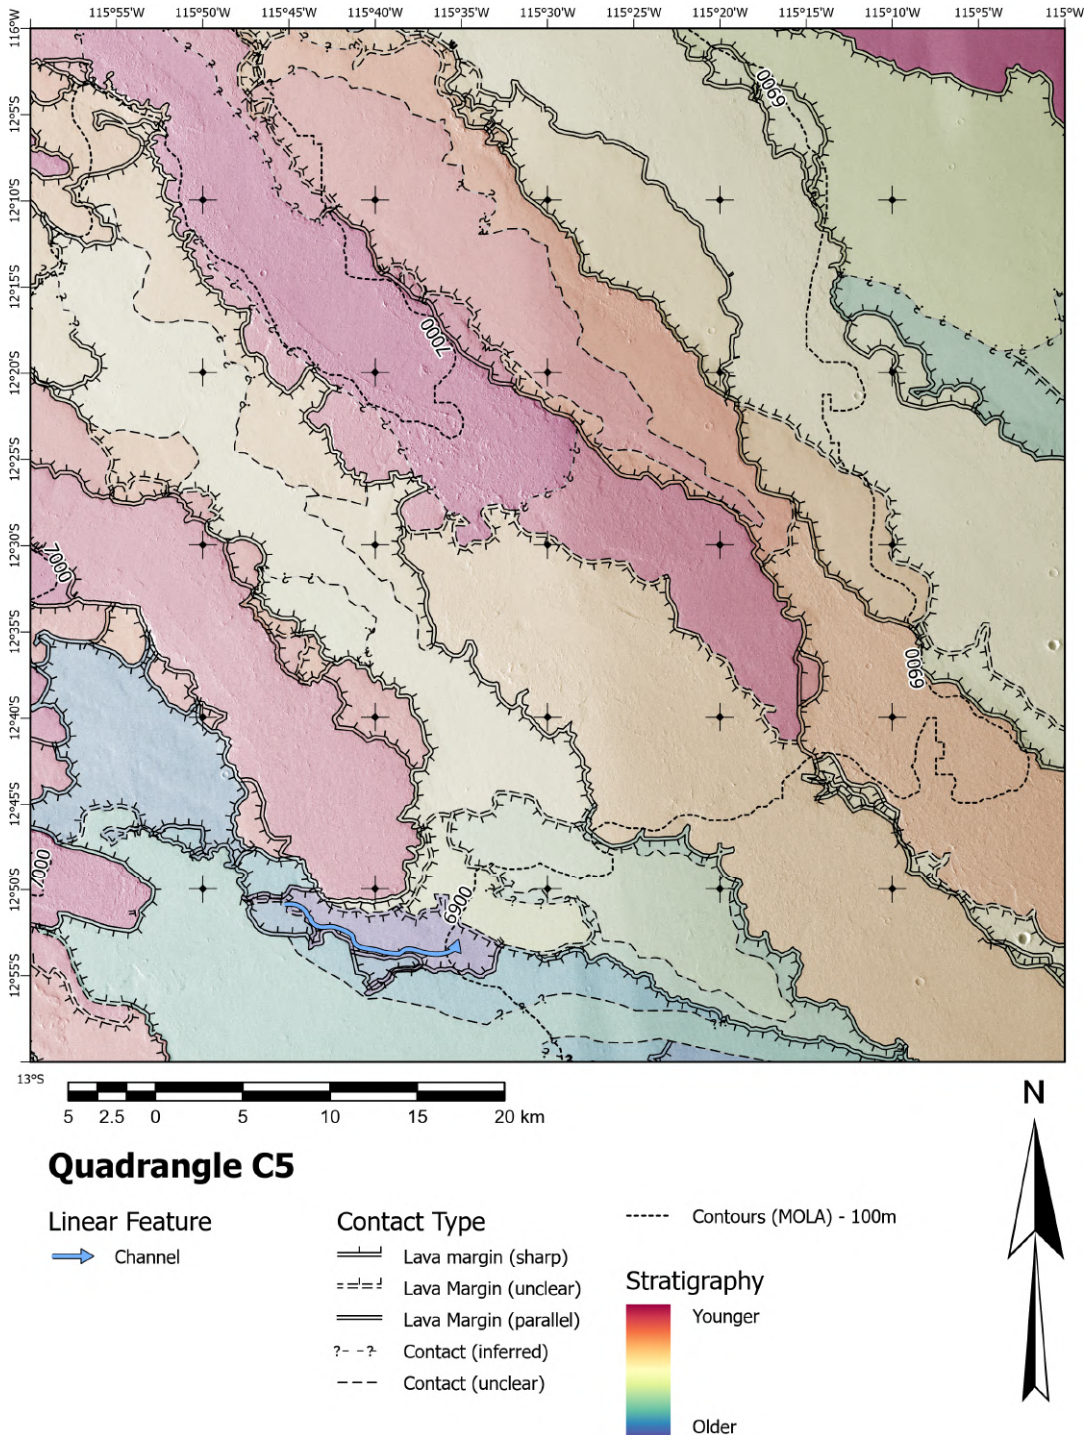 116°W 115°55'W 115°50'W 115°45'W 115°40'W 115°35'W 115°30'W 115°25'W 115°20'W 115°15'W 115°10'W 115°5'W 115°W
12°5'S
12°10'S
12°15'S
12°20'S
12°25'S
12°30'S
12°35'S
12°40'S
12°45'S
12°50'S
12°55'S
13°S
6900
7000
7000
6900
7000
6900
5 2.5 0 5 10 15 20 km
N
Quadrangle C5
Linear Feature
Channel
Contact Type
Lava margin (sharp)
Lava Margin (unclear)
Lava Margin (parallel)
?- -?- Contact (inferred)
Contact (unclear)
Contours (MOLA) - 100m
Stratigraphy
Younger
Older